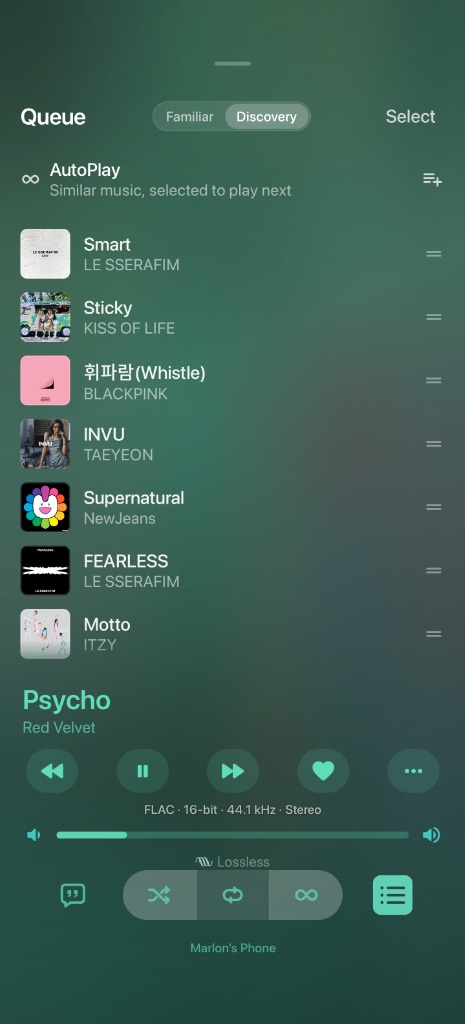 Queue
Familiar
Discovery
Select
AutoPlay
Similar music, selected to play next
Smart
LE SSERAFIM
Sticky
KISS OF LIFE
휘파람(Whistle)
BLACKPINK
INVU
INVU
TAEYEON
Supernatural
NewJeans
FEARLESS
LE SSERAFIM
Motto
ITZY
Psycho
Red Velvet
FLAC · 16-bit · 44.1 kHz · Stereo
Lossless
Marlon's Phone